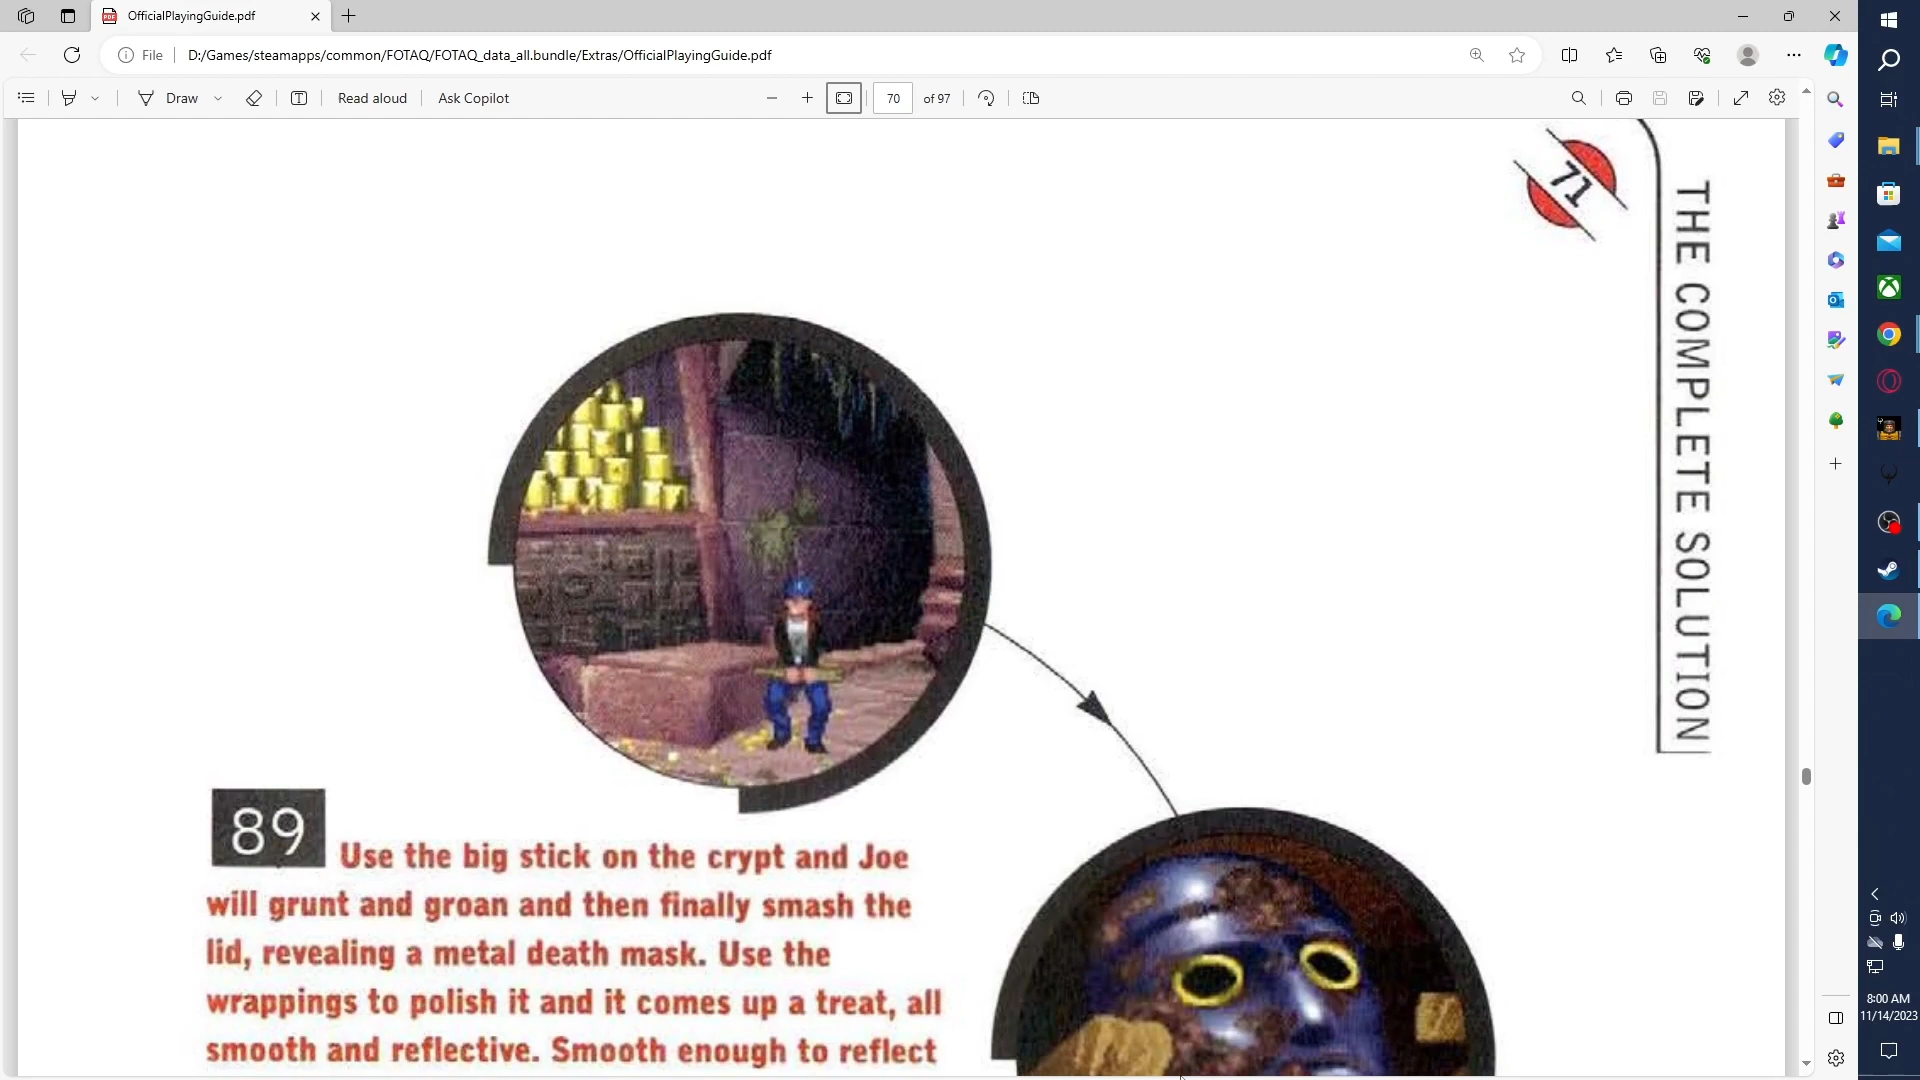 OfficialPlayingGuide.pdf
File
D:/Games/steamapps/common/FOTAQ/FOTAQ_data_all.bundle/Extras/OfficialPlayingGuide.pdf
Draw
Read aloud
Ask Copilot
70 of 97
71
THE COMPLETE SOLUTION
89
Use the big stick on the crypt and Joe
will grunt and groan and then finally smash the
lid, revealing a metal death mask. Use the
wrappings to polish it and it comes up a treat, all
smooth and reflective. Smooth enough to reflect
8:00 AM
11/14/2023